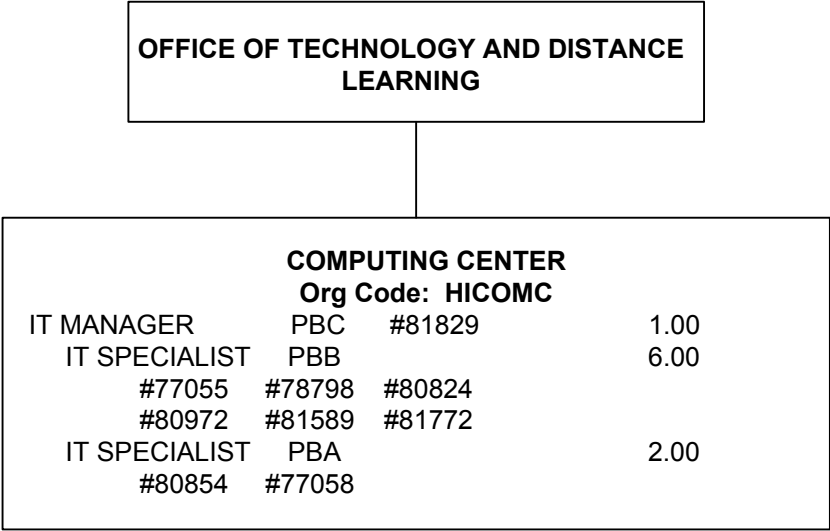 OFFICE OF TECHNOLOGY AND DISTANCE
LEARNING
COMPUTING CENTER
Org Code: HICOMC
IT MANAGER PBC #81829 1.00
IT SPECIALIST PBB 6.00
#77055 #78798 #80824
#80972 #81589 #81772
IT SPECIALIST PBA 2.00
#80854 #77058